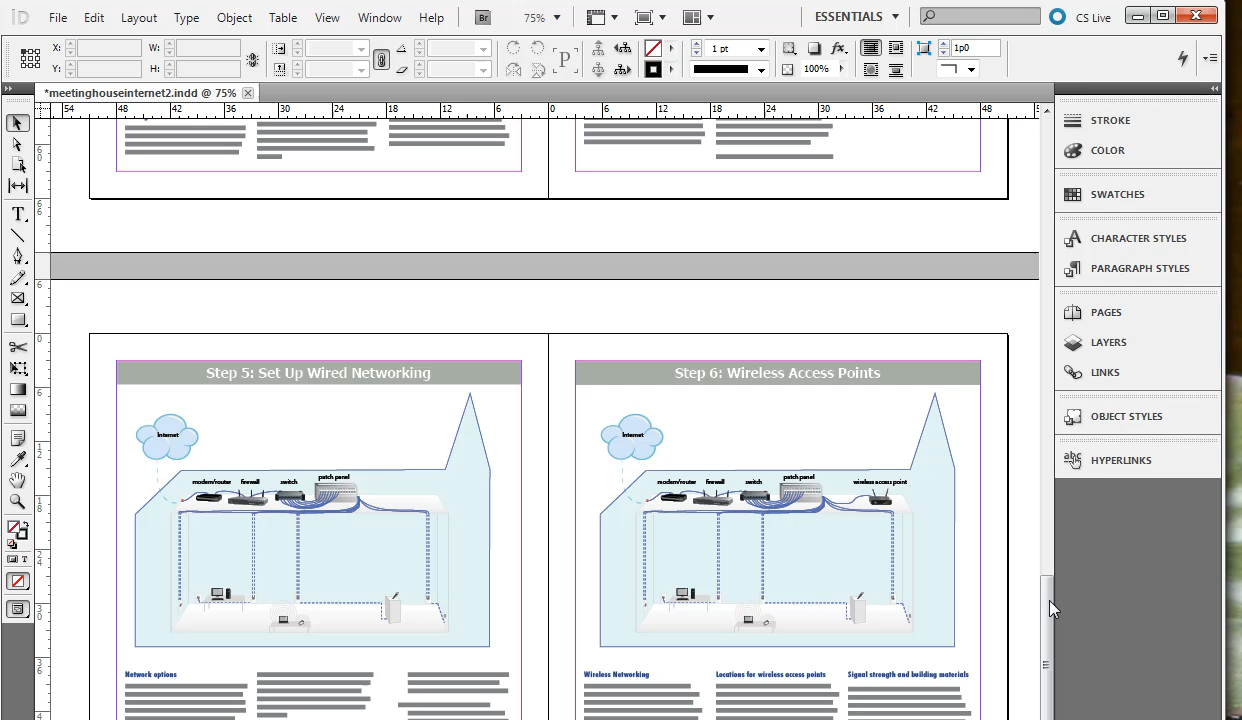 iD File Edit Layout Type Object Table View Window Help Br 75% ESSENTIALS CS Live
X: W: 1 pt fx 1p0
Y: H: P 100%
*meetinghouseinternet2.indd @ 75%
54 48 42 36 30 24 18 12 6 0 6 12 18 24 30 36 42 48
STROKE
COLOR
SWATCHES
CHARACTER STYLES
PARAGRAPH STYLES
PAGES
LAYERS
LINKS
OBJECT STYLES
HYPERLINKS
Step 5: Set Up Wired Networking
Internet
modem/router firewall switch patch panel
Network options
Step 6: Wireless Access Points
Internet
modem/router firewall switch patch panel wireless access point
Wireless Networking Locations for wireless access points Signal strength and building materials